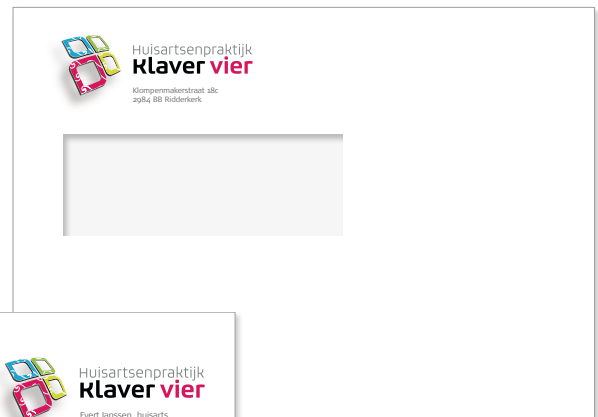 Huisartsenpraktijk
Klaver vier
Klompenmakerstraat 18c
2984 BB Ridderkerk
Huisartsenpraktijk
Klaver vier
Evert Janssen, huisarts